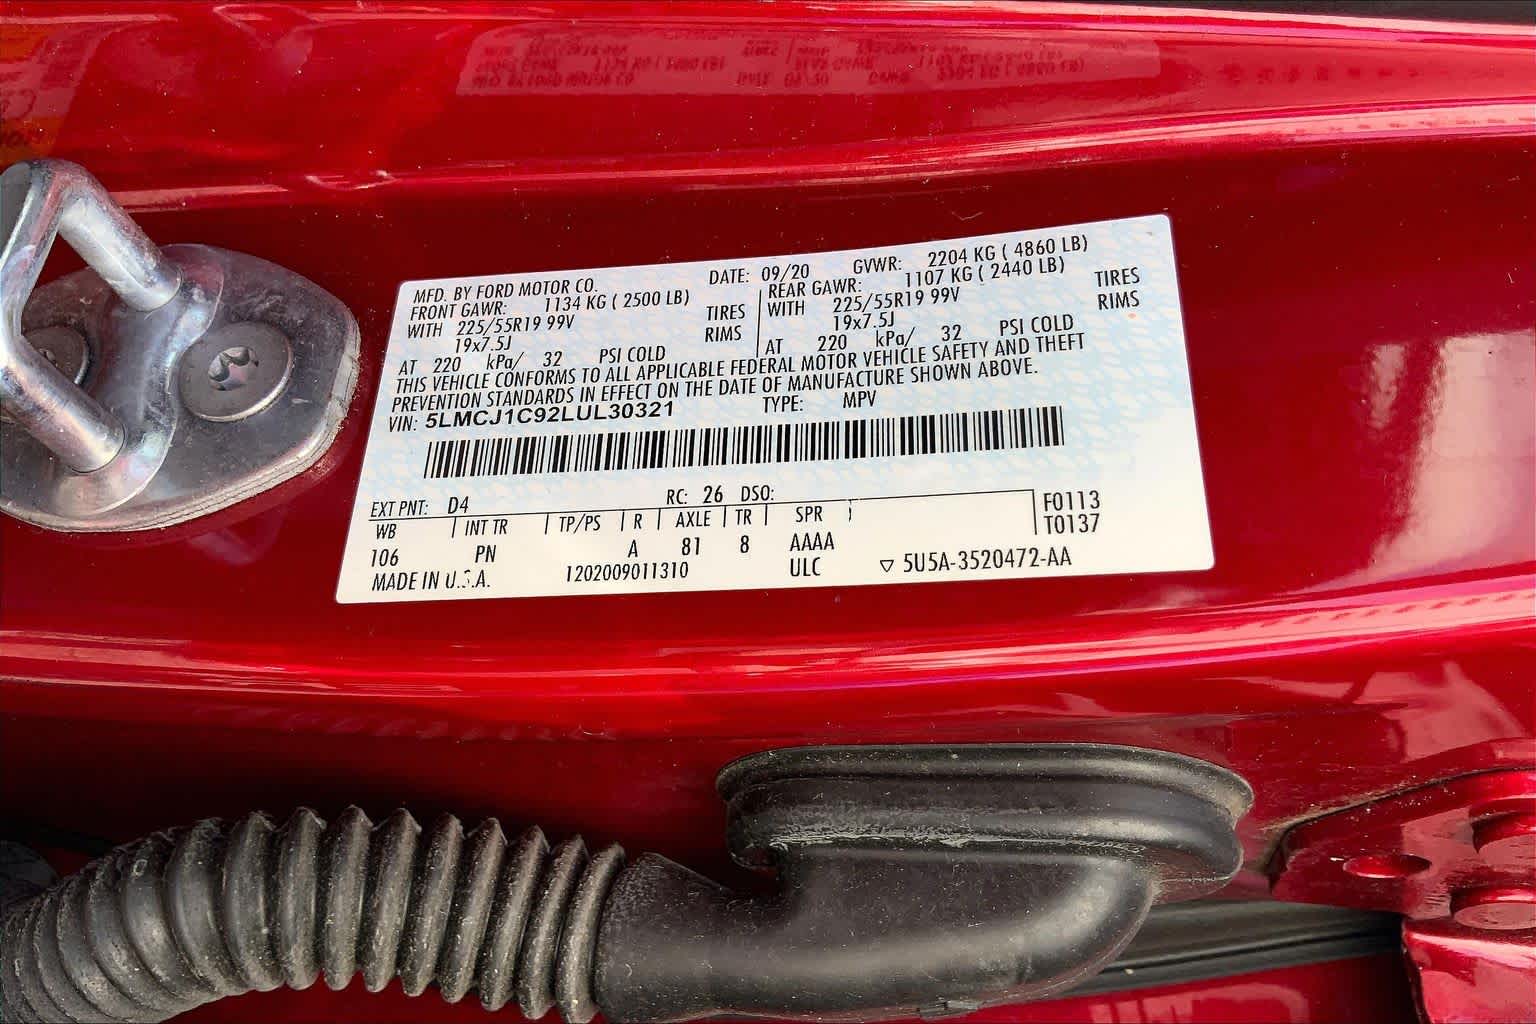 MFD. BY FORD MOTOR CO. DATE: 09/20 GVWR: 2204 KG ( 4860 LB)
FRONT GAWR: 1134 KG ( 2500 LB) REAR GAWR: 1107 KG ( 2440 LB)
WITH 225/55R19 99V TIRES WITH 225/55R19 99V TIRES
19x7.5J RIMS 19x7.5J RIMS
AT 220 kPa/ 32 PSI COLD AT 220 kPa/ 32 PSI COLD
THIS VEHICLE CONFORMS TO ALL APPLICABLE FEDERAL MOTOR VEHICLE SAFETY AND THEFT
PREVENTION STANDARDS IN EFFECT ON THE DATE OF MANUFACTURE SHOWN ABOVE.
VIN: 5LMCJ1C92LUL30321 TYPE: MPV
EXT PNT: D4 RC: 26 DSO:
WB INT TR TP/PS R AXLE TR SPR F0113
T0137
106 PN A 81 8 AAAA
MADE IN U.S.A. 1202009011310 ULC ▽ 5U5A-3520472-AA